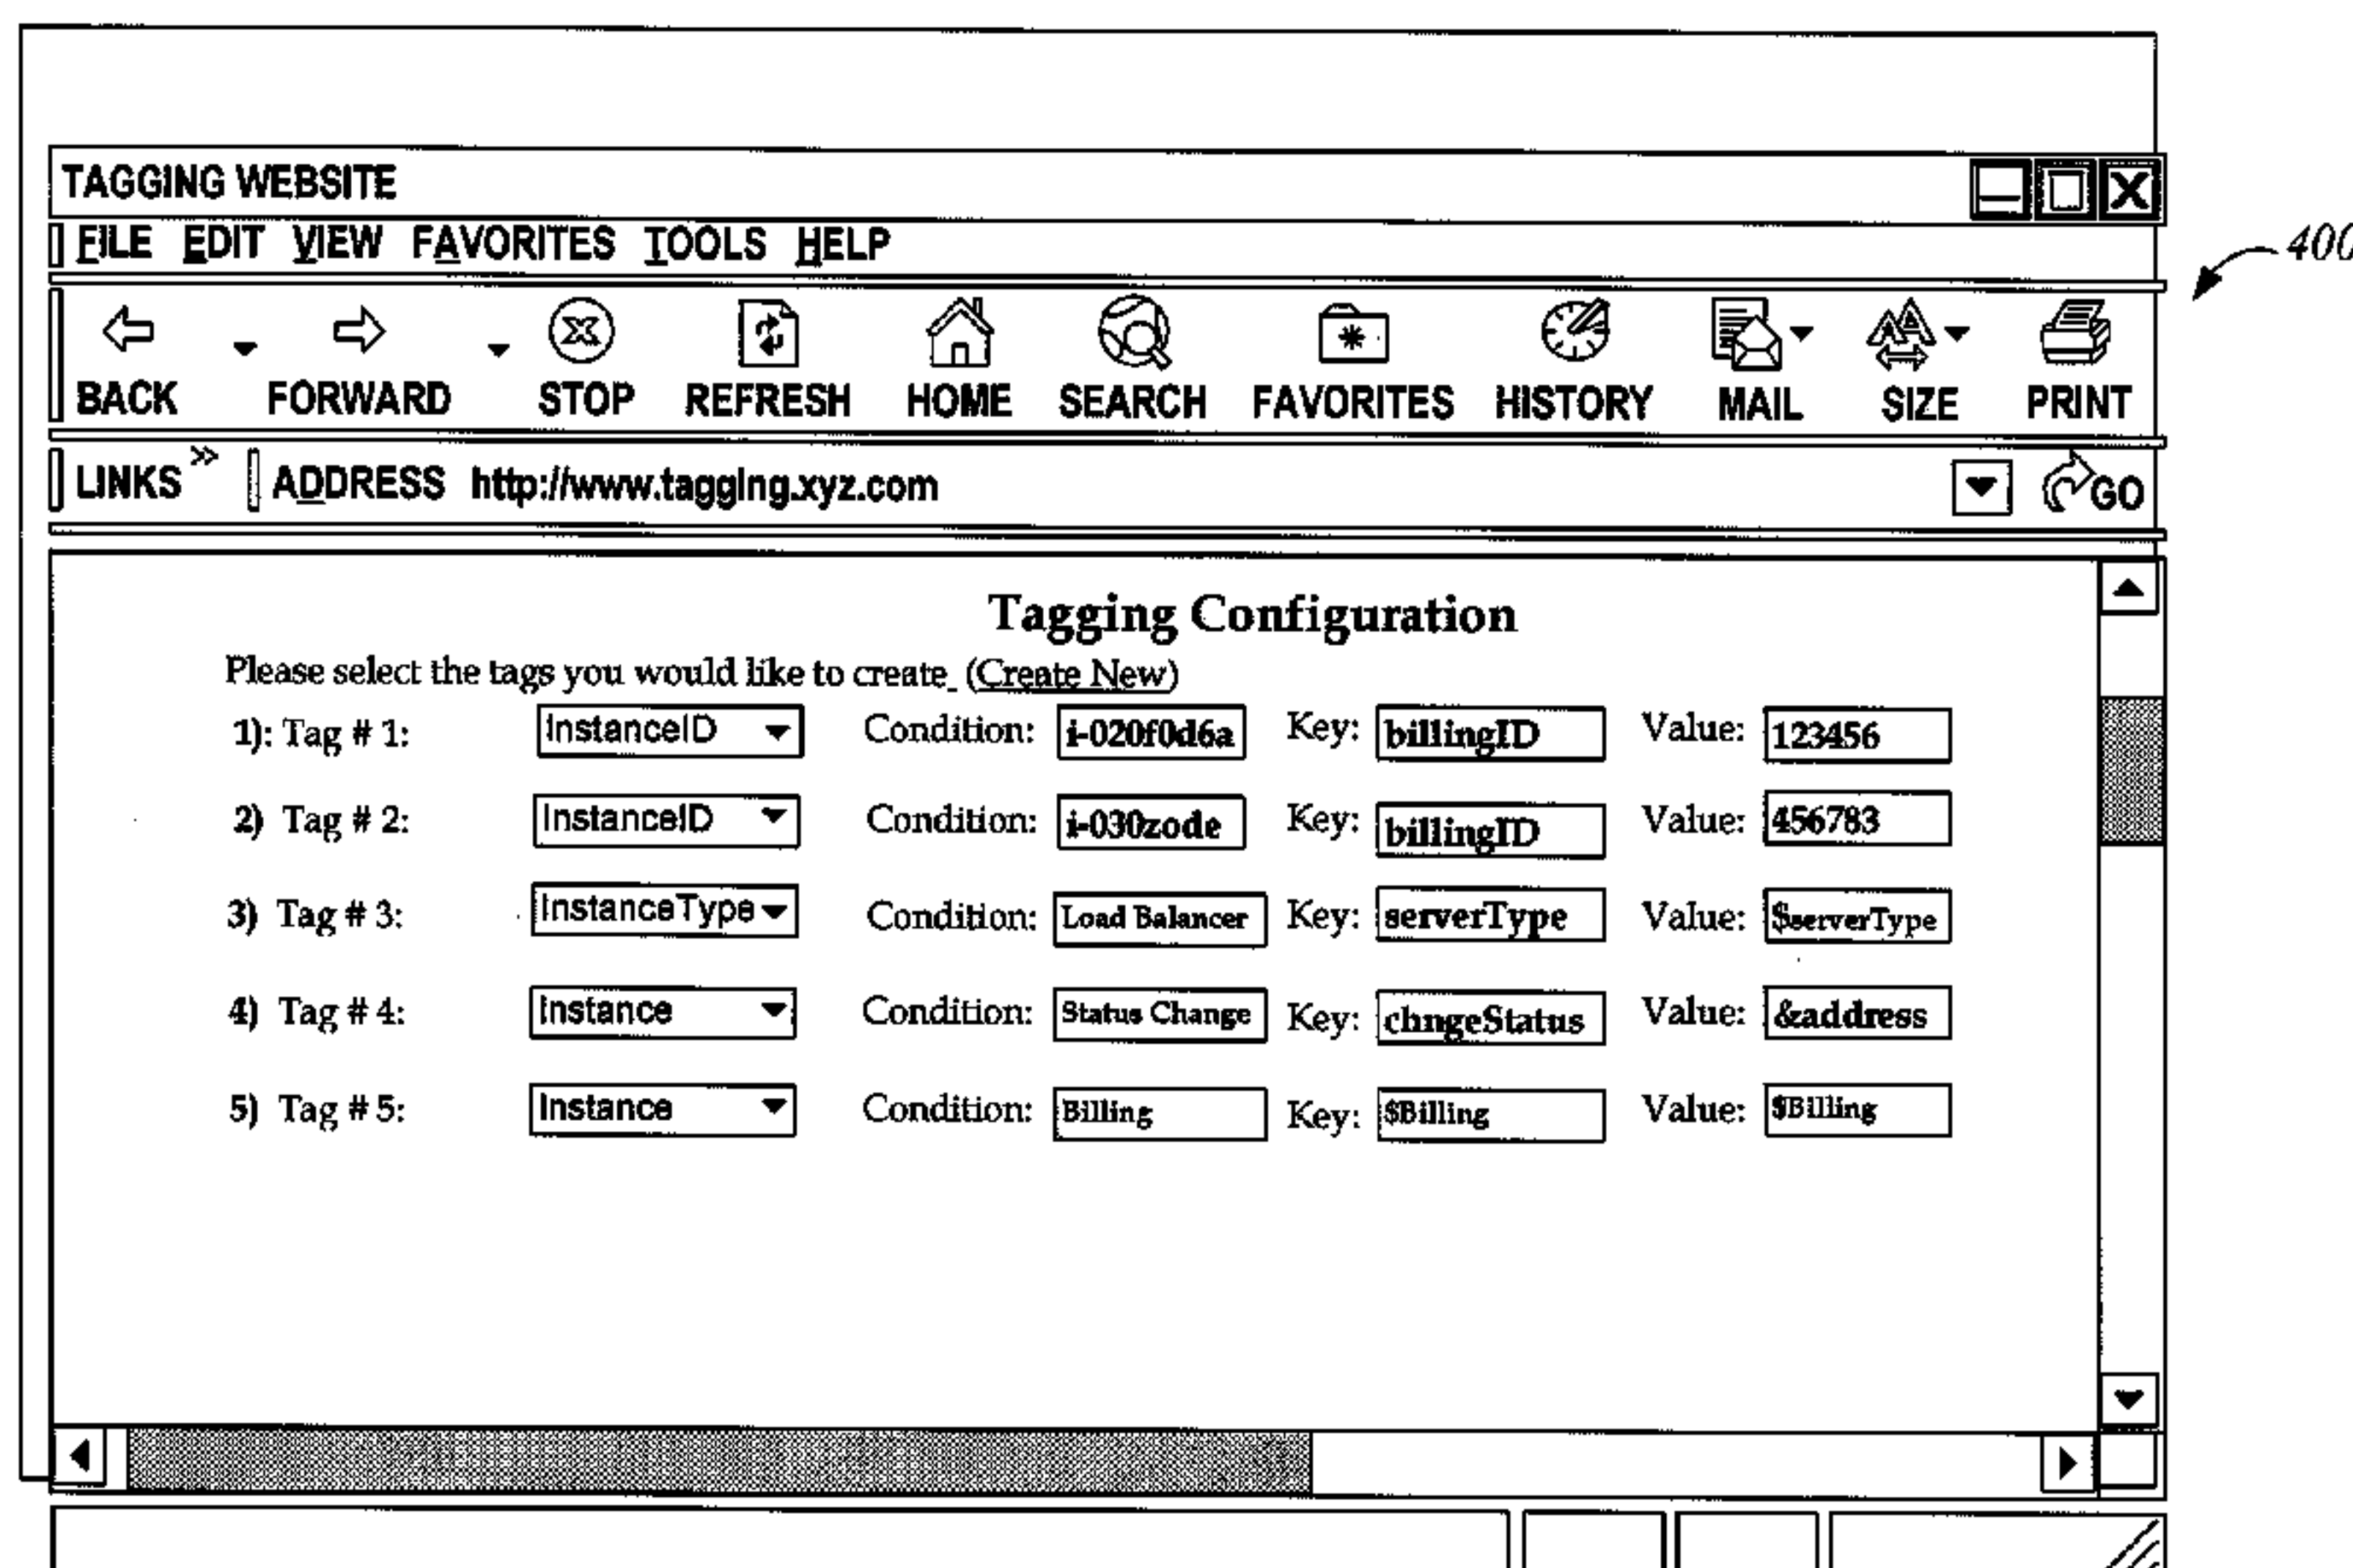 TAGGING WEBSITE
FILE EDIT VIEW FAVORITES TOOLS HELP
400
BACK FORWARD STOP REFRESH HOME SEARCH FAVORITES HISTORY MAIL SIZE PRINT
LINKS » ADDRESS http://www.tagging.xyz.com GO
Tagging Configuration
Please select the tags you would like to create (Create New)
1): Tag # 1: InstanceID Condition: i-020f0d6a Key: billingID Value: 123456
2) Tag # 2: InstanceID Condition: i-030zode Key: billingID Value: 456783
3) Tag # 3: InstanceType Condition: Load Balancer Key: serverType Value: $serverType
4) Tag # 4: Instance Condition: Status Change Key: chngeStatus Value: &address
5) Tag # 5: Instance Condition: Billing Key: $Billing Value: $Billing